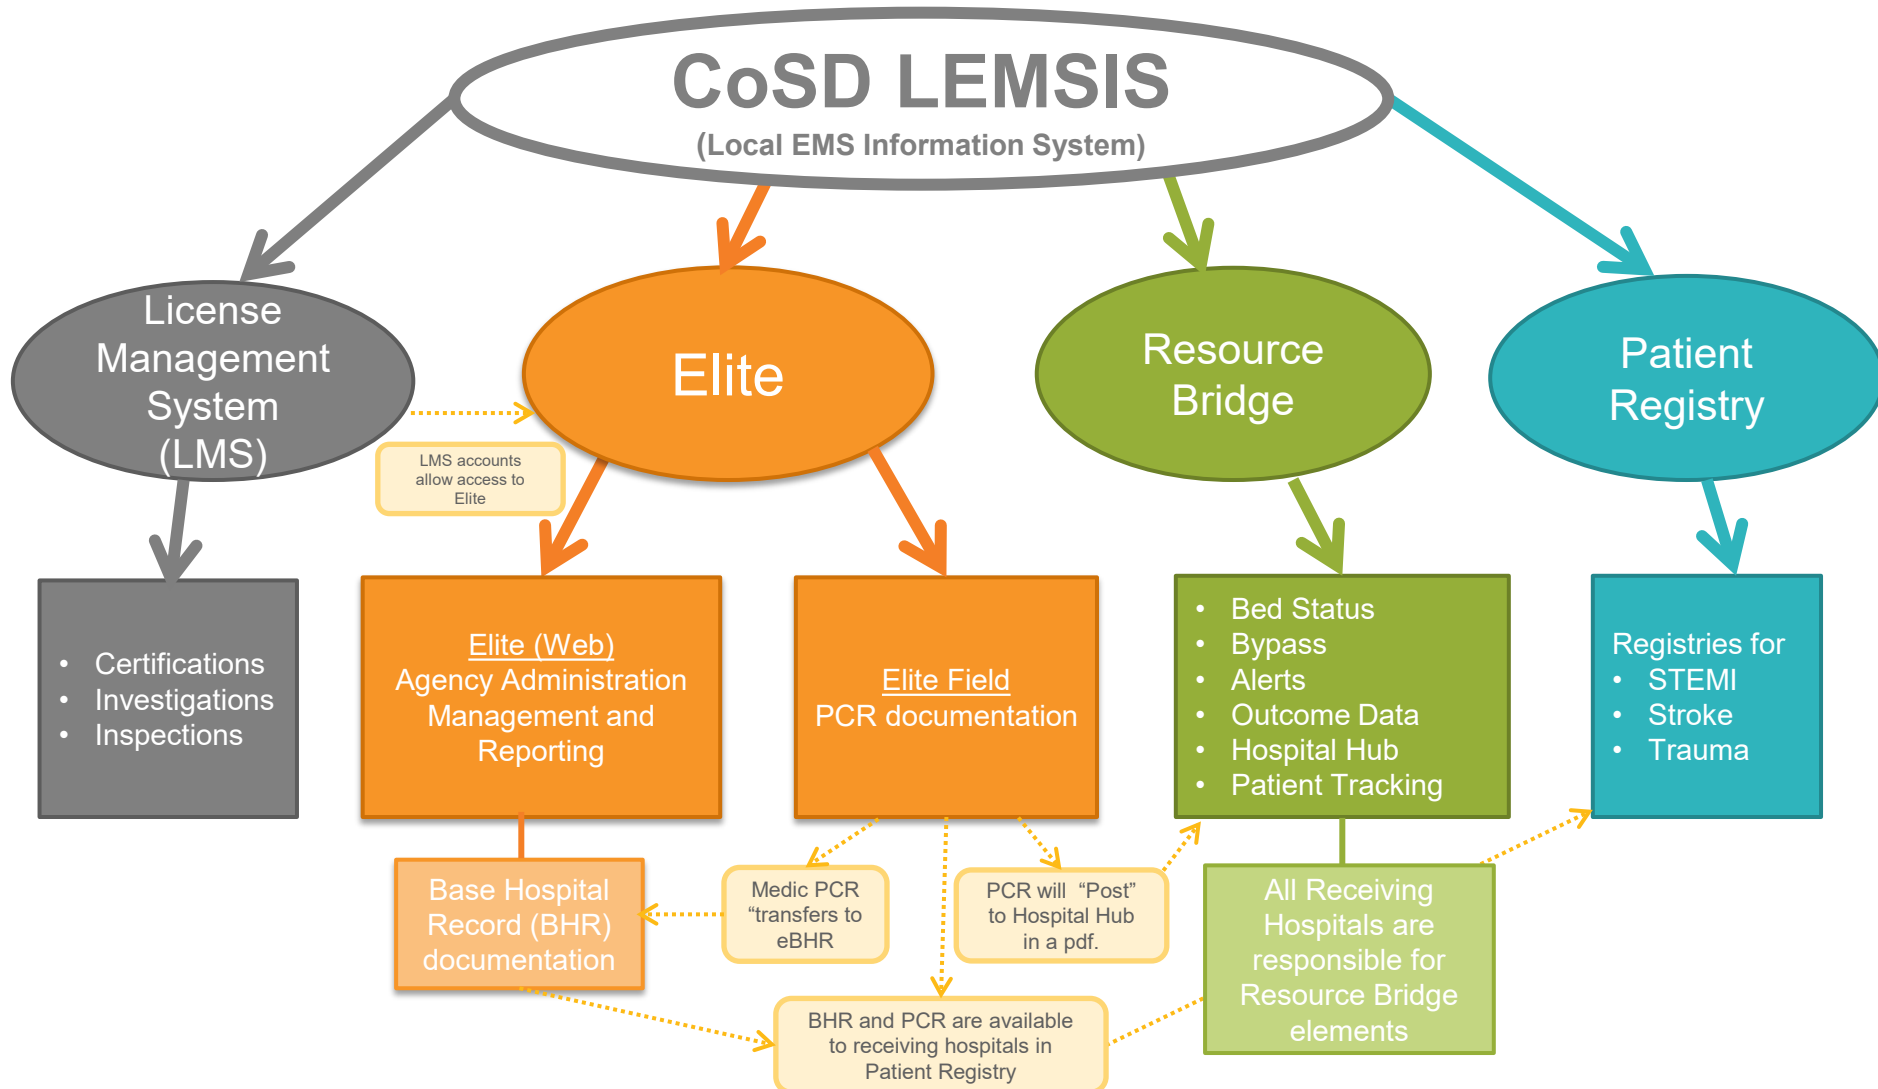 CoSD LEMSIS
(Local EMS Information System)
License
Management
System
(LMS)
Elite
Resource
Bridge
Patient
Registry
LMS accounts
allow access to
Elite
• Certifications
• Investigations
• Inspections
Elite (Web)
Agency Administration
Management and
Reporting
Elite Field
PCR documentation
• Bed Status
• Bypass
• Alerts
• Outcome Data
• Hospital Hub
• Patient Tracking
Registries for
• STEMI
• Stroke
• Trauma
Base Hospital
Record (BHR)
documentation
Medic PCR
“transfers to
eBHR
PCR will “Post”
to Hospital Hub
in a pdf.
All Receiving
Hospitals are
responsible for
Resource Bridge
elements
BHR and PCR are available
to receiving hospitals in
Patient Registry